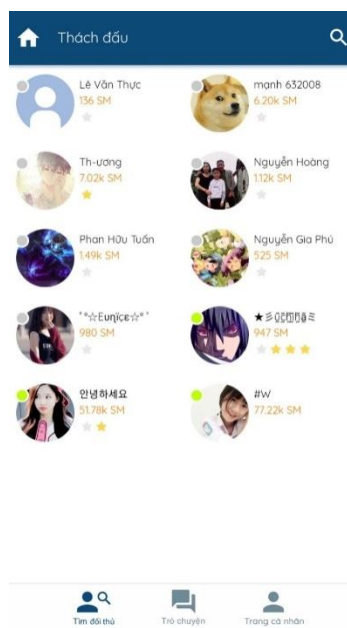 Thách đấu
Lê Văn Thực
136 SM
mạnh 632008
6.20k SM
Th-ương
7.02k SM
Nguyễn Hoàng
1.12k SM
Phan Hữu Tuấn
1.49k SM
Nguyễn Gia Phú
525 SM
˚°☆Eυηїçε☆°˚
980 SM
947 SM
안녕하세요
51.78k SM
#W
77.22k SM
Tìm đối thủ
Trò chuyện
Trang cá nhân